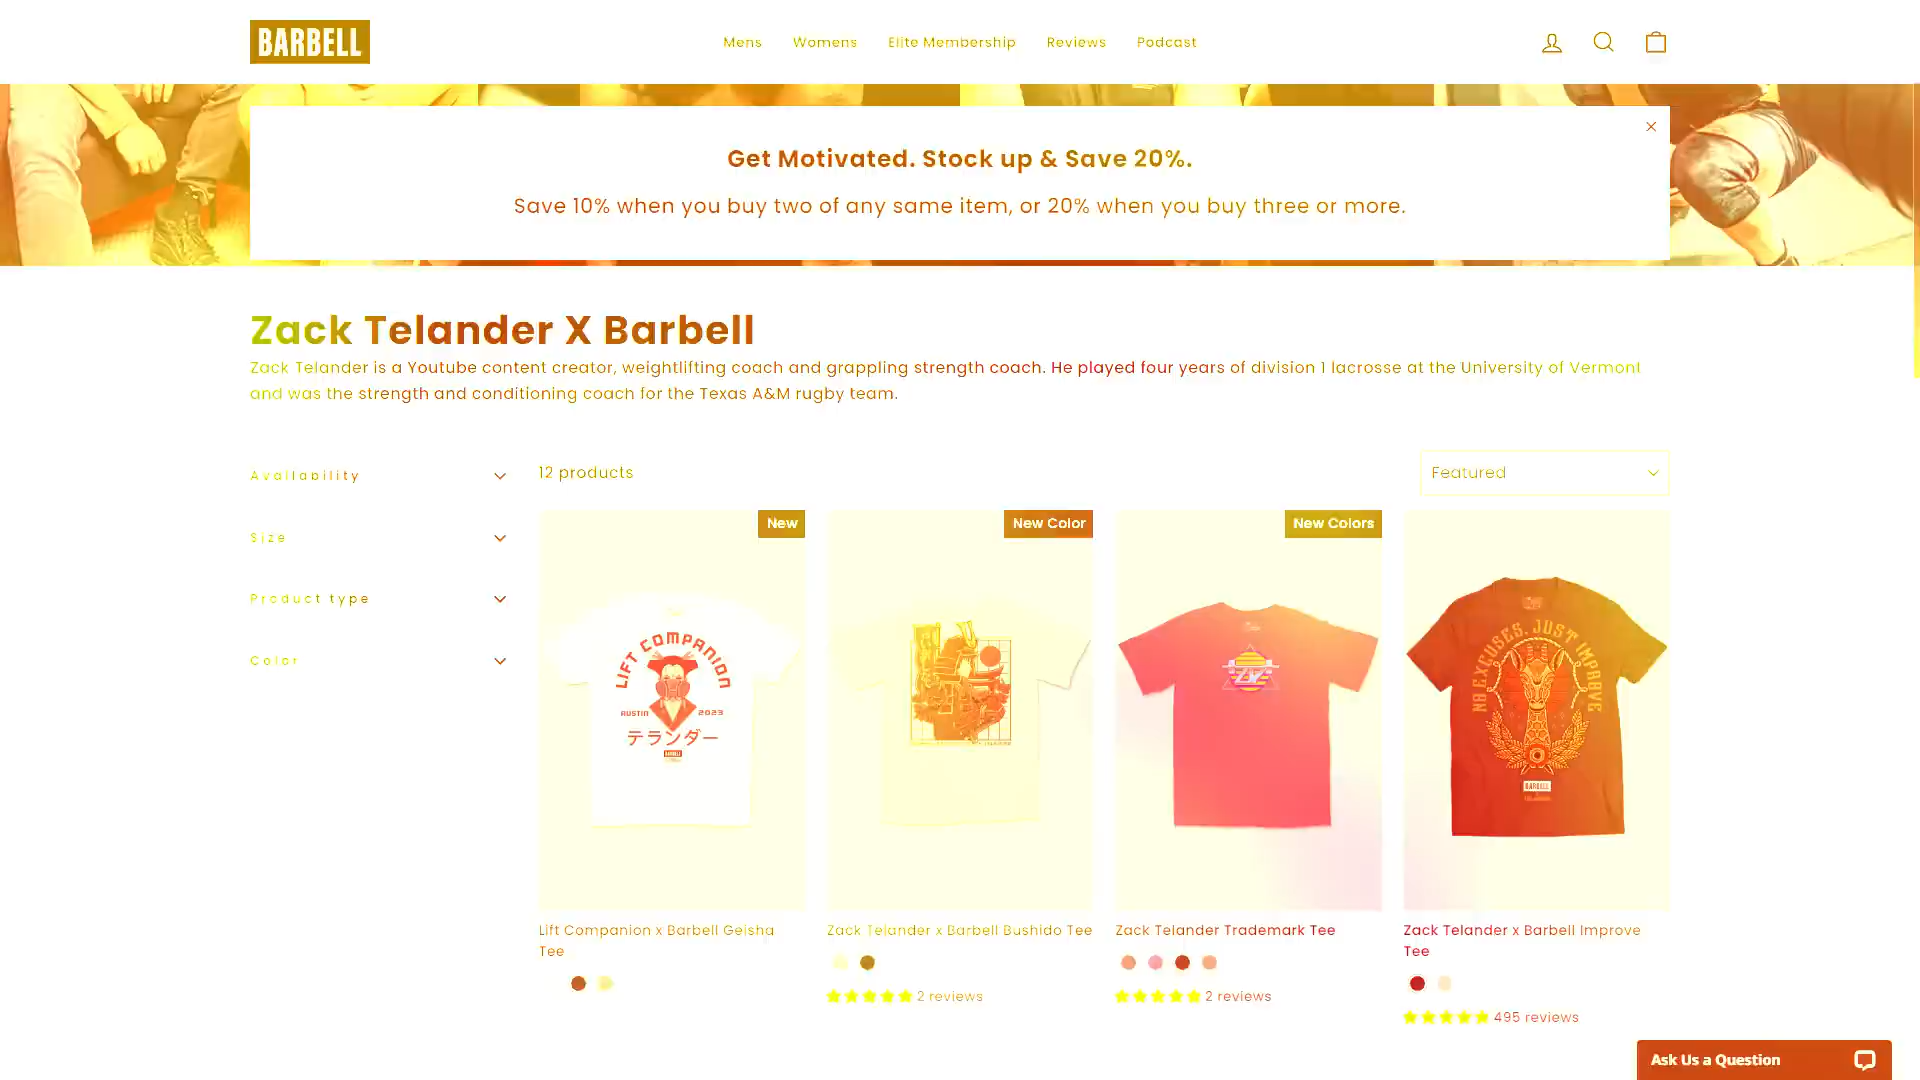 BARBELL
Mens Womens Elite Membership Reviews Podcast
Get Motivated. Stock up & Save 20%.
Save 10% when you buy two of any same item, or 20% when you buy three or more.
Zack Telander X Barbell
Zack Telander is a Youtube content creator, weightlifting coach and grappling strength coach. He played four years of division 1 lacrosse at the University of Vermont
and was the strength and conditioning coach for the Texas A&M rugby team.
Availability
Size
Product type
Color
12 products
Featured
New
LIFT COMPANION
AUSTIN 2023
テランダー
Lift Companion x Barbell Geisha
Tee
New Color
Zack Telander x Barbell Bushido Tee
2 reviews
New Colors
Zack Telander Trademark Tee
2 reviews
NO EXCUSES. JUST IMPROVE
BARBELL
Zack Telander x Barbell Improve
Tee
495 reviews
Ask Us a Question